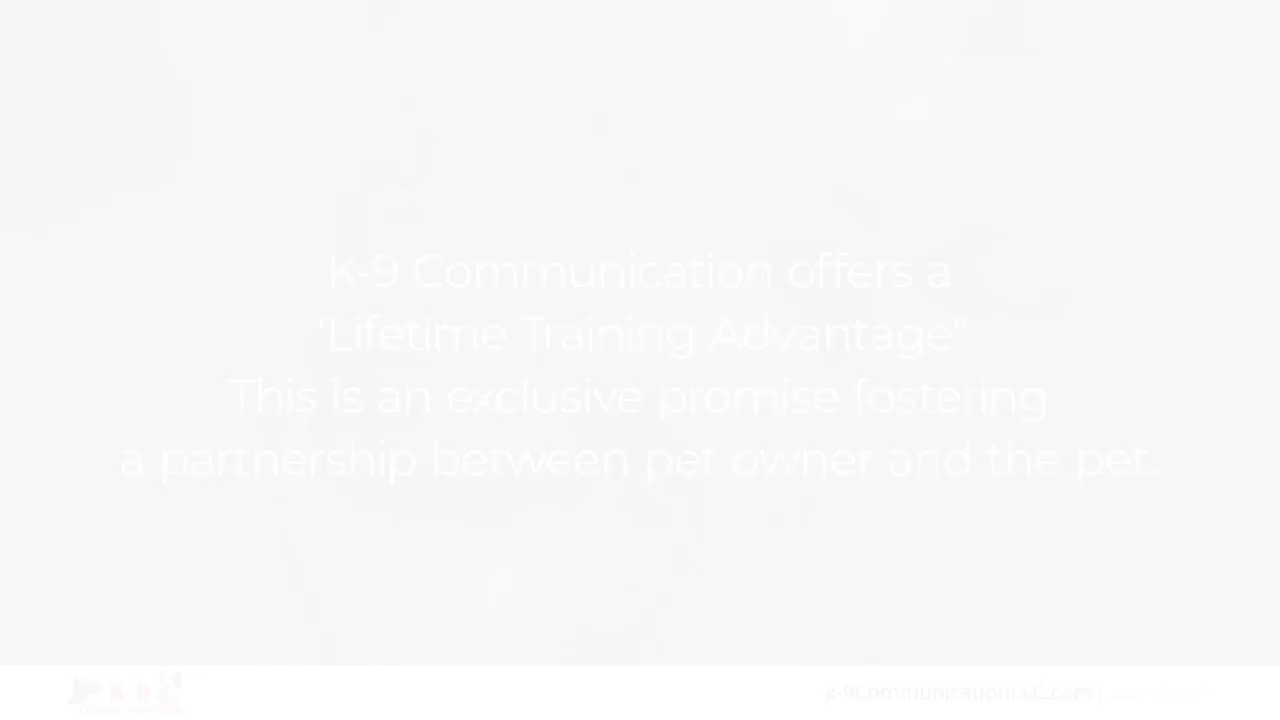 K-9 Communication offers a
"Lifetime Training Advantage"
This is an exclusive promise fostering
a partnership between pet owner and the pet.
k-9CommunicationLLC.com |